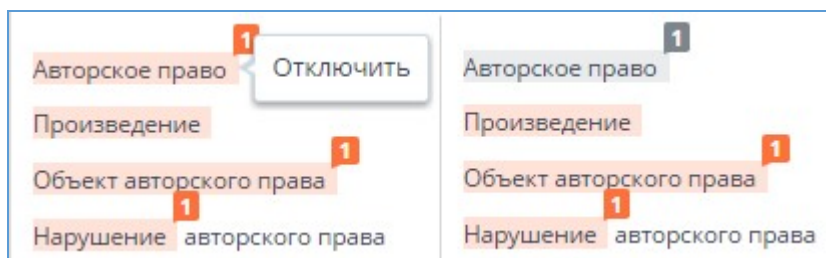 1
Авторское право Отключить
Произведение
1
Объект авторского права
1
Нарушение авторского права
1
Авторское право
Произведение
1
Объект авторского права
1
Нарушение авторского права